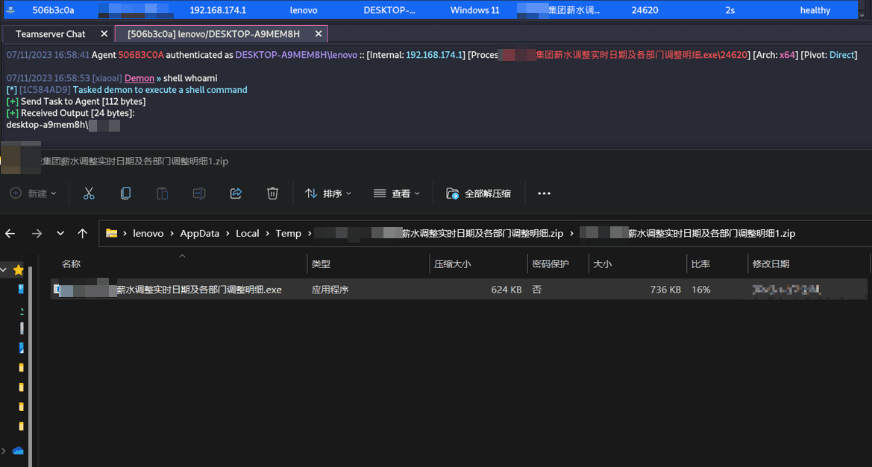 506b3c0a 192.168.174.1 lenovo DESKTOP-... Windows 11 集团薪水调... 24620 2s healthy
Teamserver Chat ✕ [506b3c0a] lenovo/DESKTOP-A9MEM8H ✕
07/11/2023 16:58:41 Agent 506B3C0A authenticated as DESKTOP-A9MEM8H\lenovo :: [Internal: 192.168.174.1] [Proces 集团薪水调整实时日期及各部门调整明细.exe\24620] [Arch: x64] [Pivot: Direct]
07/11/2023 16:58:53 [xiaoai] Demon » shell whoami
[*] [1C584AD9] Tasked demon to execute a shell command
[+] Send Task to Agent [112 bytes]
[+] Received Output [24 bytes]:
desktop-a9mem8h\
集团薪水调整实时日期及各部门调整明细1.zip
新建 排序 查看 全部解压缩 ...
lenovo > AppData > Local > Temp > 薪水调整实时日期及各部门调整明细.zip > 薪水调整实时日期及各部门调整明细1.zip
名称 类型 压缩大小 密码保护 大小 比率 修改日期
薪水调整实时日期及各部门调整明细.exe 应用程序 624 KB 否 736 KB 16%